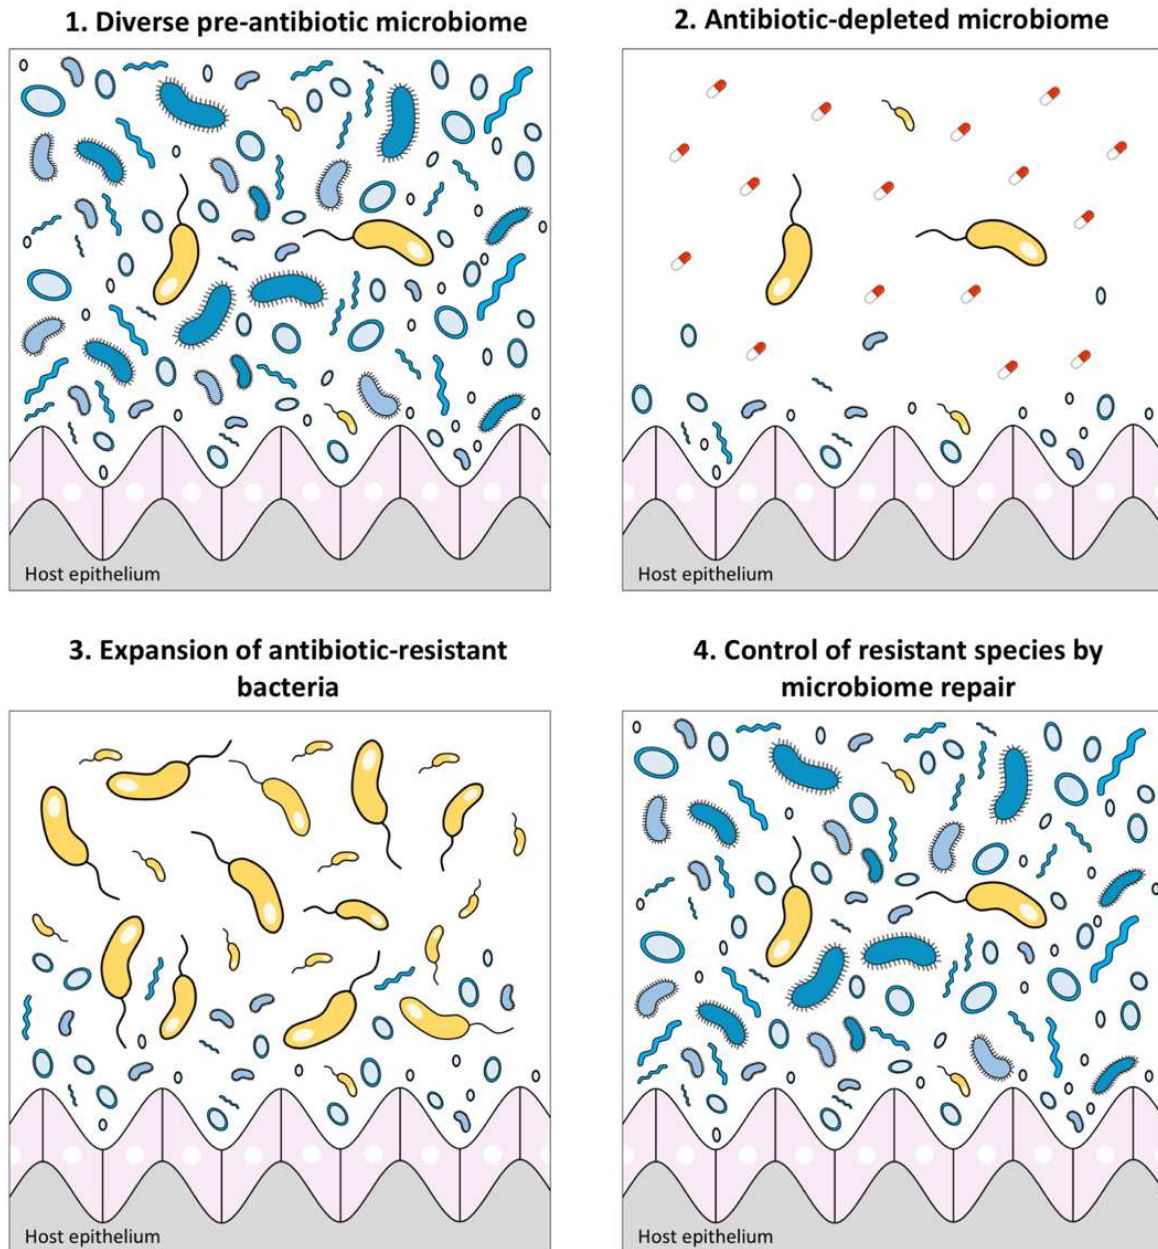 1. Diverse pre-antibiotic microbiome
2. Antibiotic-depleted microbiome
Host epithelium
Host epithelium
3. Expansion of antibiotic-resistant
bacteria
4. Control of resistant species by
microbiome repair
Host epithelium
Host epithelium